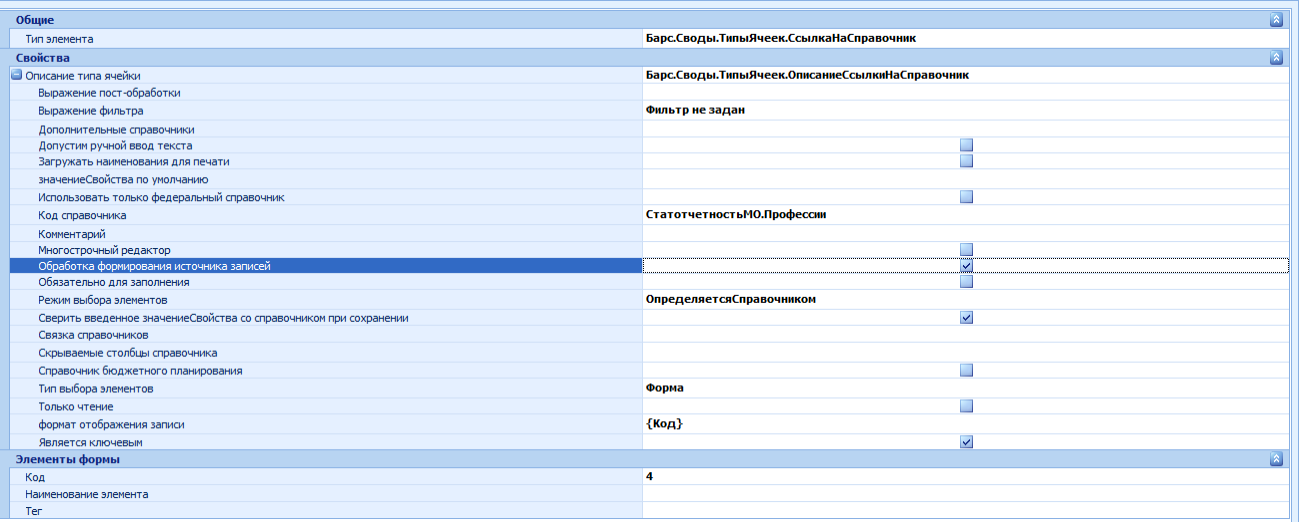 Общие
Тип элемента Барс.Своды.ТипыЯчеек.СсылкаНаСправочник
Свойства
Описание типа ячейки Барс.Своды.ТипыЯчеек.ОписаниеСсылкиНаСправочник
Выражение пост-обработки
Выражение фильтра Фильтр не задан
Дополнительные справочники
Допустим ручной ввод текста
Загружать наименования для печати
значениеСвойства по умолчанию
Использовать только федеральный справочник
Код справочника СтатотчетностьМО.Профессии
Комментарий
Многострочный редактор
Обработка формирования источника записей
Обязательно для заполнения
Режим выбора элементов ОпределяетсяСправочником
Сверить введенное значениеСвойства со справочником при сохранении
Связка справочников
Скрываемые столбцы справочника
Справочник бюджетного планирования
Тип выбора элементов Форма
Только чтение
формат отображения записи {Код}
Является ключевым
Элементы формы
Код 4
Наименование элемента
Тег